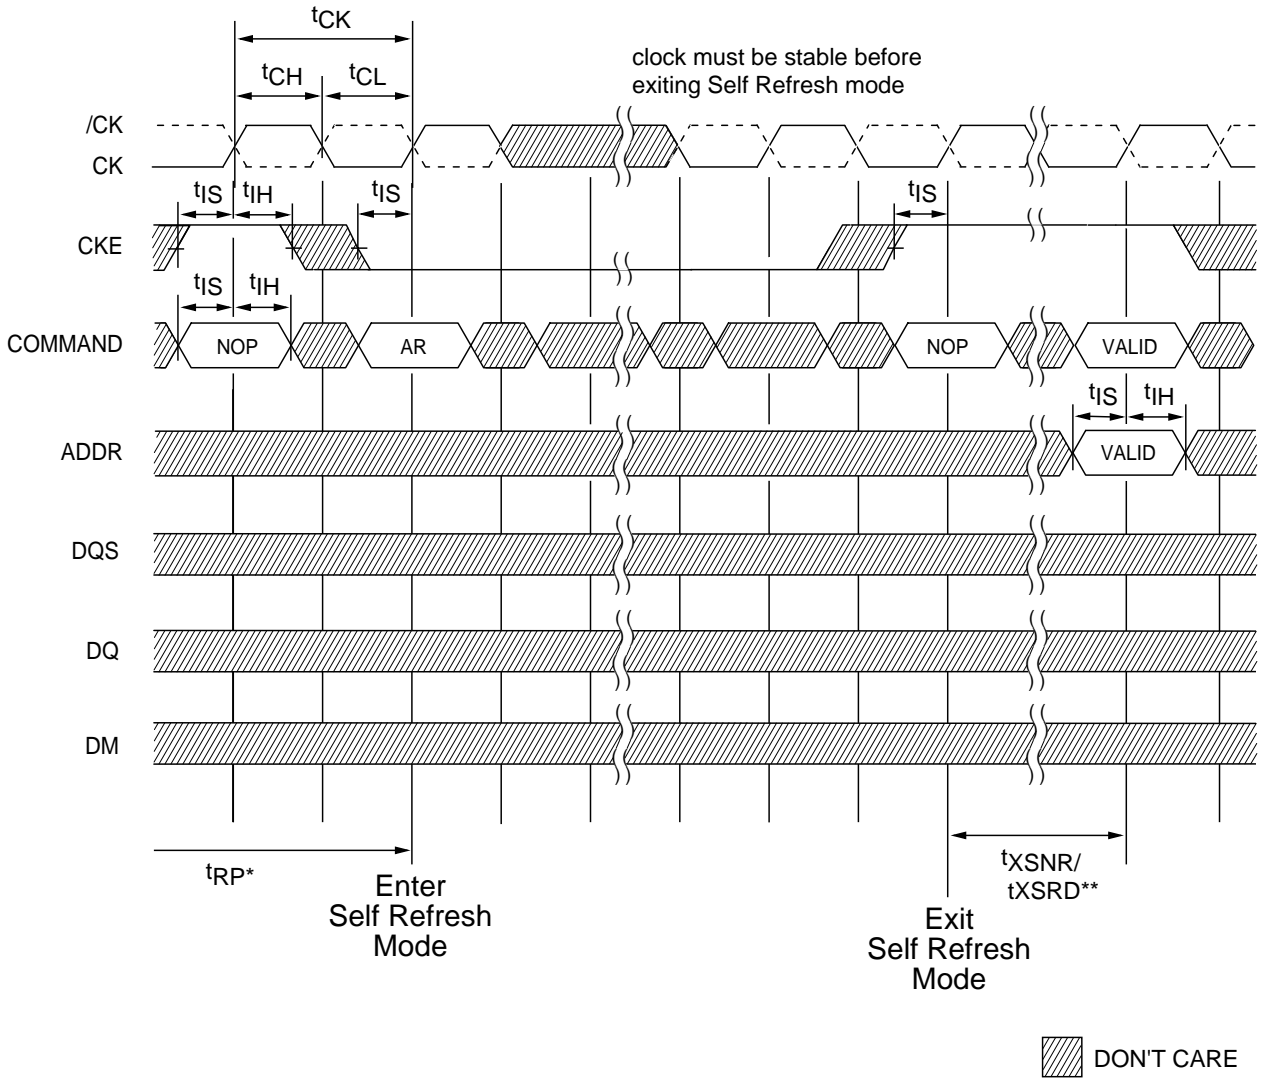 tCK
clock must be stable before
exiting Self Refresh mode
tCH
tCL
/CK
CK
tIS
tIH
tIS
tIS
CKE
tIS
tIH
COMMAND
NOP
AR
NOP
VALID
tIS
tIH
ADDR
VALID
DQS
DQ
DM
tRP*
Enter
Self Refresh
Mode
tXSNR/
tXSRD**
Exit
Self Refresh
Mode
DON'T CARE